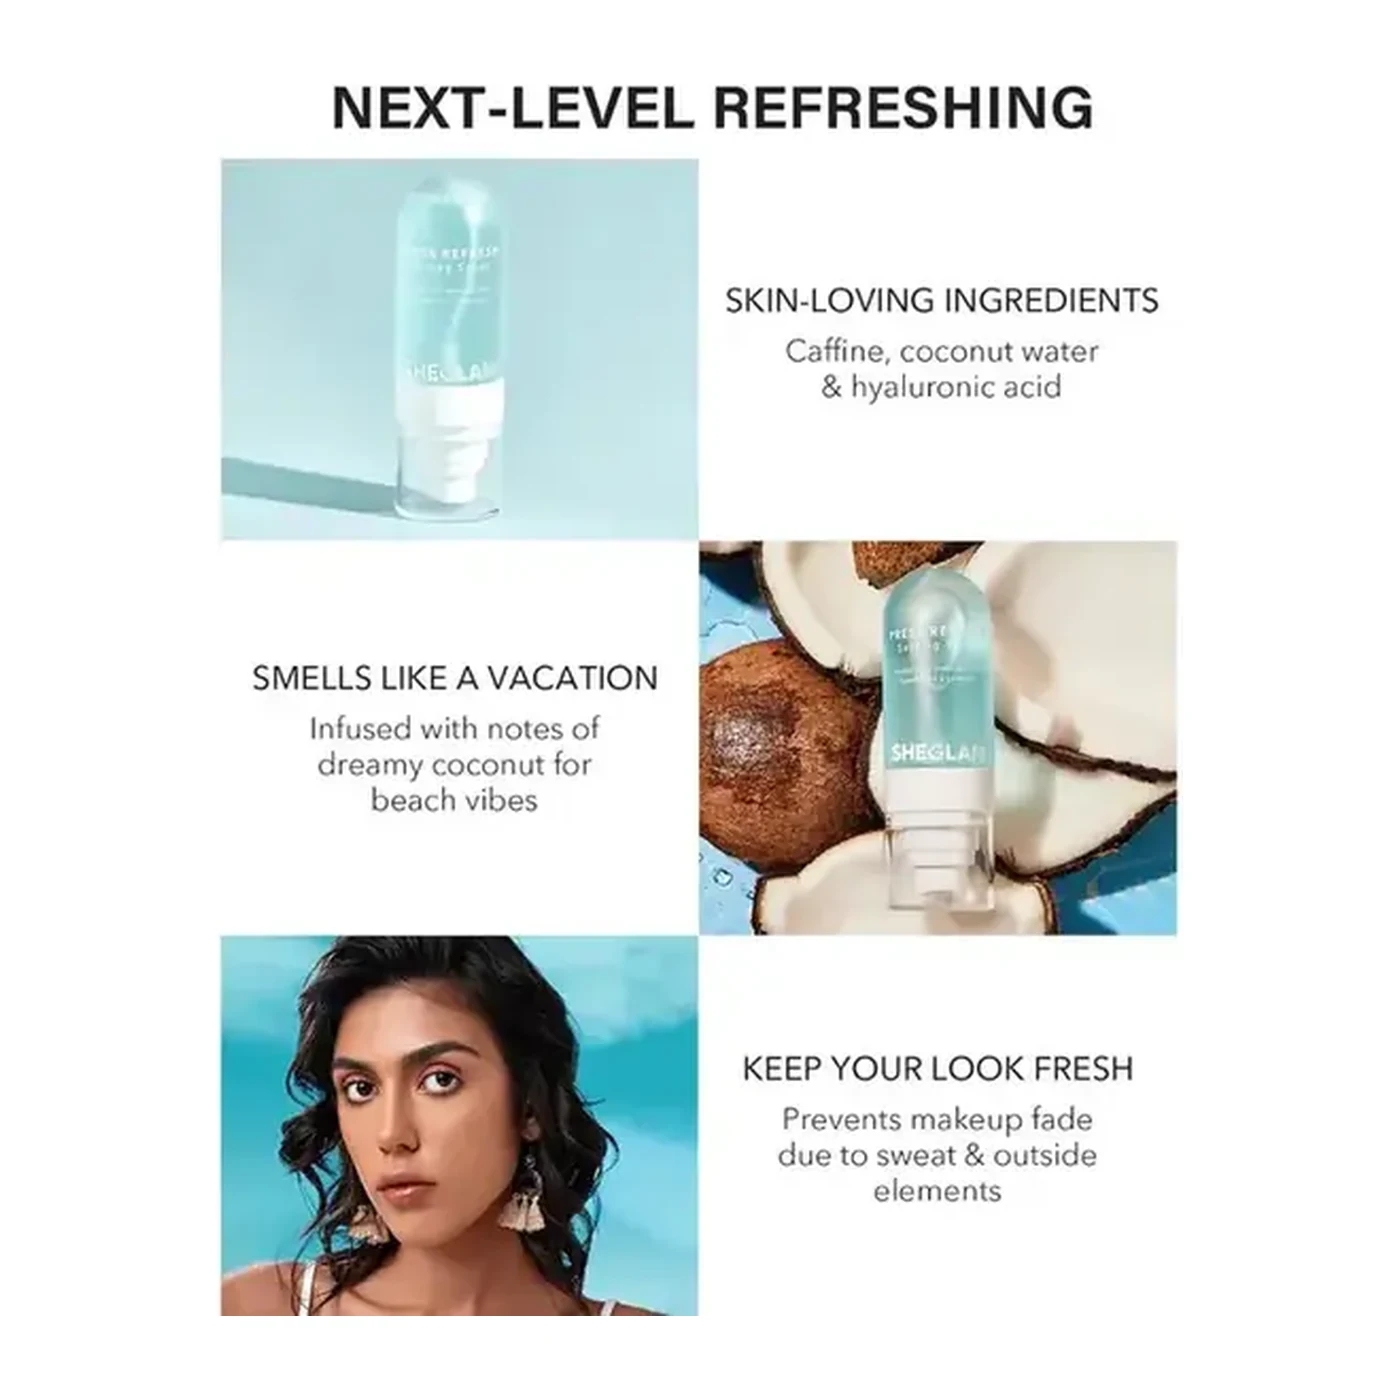 NEXT-LEVEL REFRESHING
SHEGLAM
SKIN-LOVING INGREDIENTS
Caffine, coconut water
& hyaluronic acid
SMELLS LIKE A VACATION
Infused with notes of
dreamy coconut for
beach vibes
SHEGLAM
KEEP YOUR LOOK FRESH
Prevents makeup fade
due to sweat & outside
elements